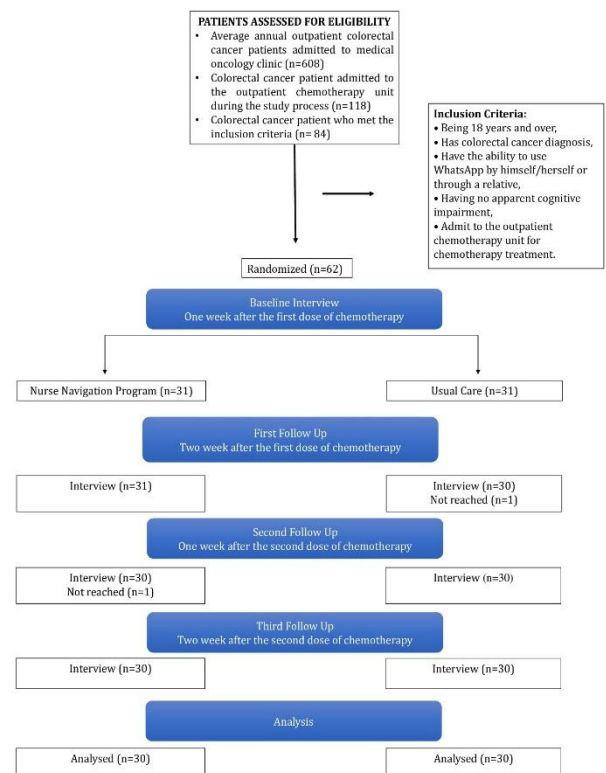 PATIENTS ASSESSED FOR ELIGIBILITY
• Average annual outpatient colorectal
cancer patients admitted to medical
oncology clinic (n=608)
• Colorectal cancer patient admitted to
the outpatient chemotherapy unit
during the study process (n=118)
• Colorectal cancer patient who met the
inclusion criteria (n= 84)
Inclusion Criteria:
• Being 18 years and over,
• Has colorectal cancer diagnosis,
• Have the ability to use
WhatsApp by himself/herself or
through a relative,
• Having no apparent cognitive
impairment,
• Admit to the outpatient
chemotherapy unit for
chemotherapy treatment.
Randomized (n=62)
Baseline Interview
One week after the first dose of chemotherapy
Nurse Navigation Program (n=31)
Usual Care (n=31)
First Follow Up
Two week after the first dose of chemotherapy
Interview (n=31)
Interview (n=30)
Not reached (n=1)
Second Follow Up
One week after the second dose of chemotherapy
Interview (n=30)
Not reached (n=1)
Interview (n=30)
Third Follow Up
Two week after the second dose of chemotherapy
Interview (n=30)
Interview (n=30)
Analysis
Analysed (n=30)
Analysed (n=30)